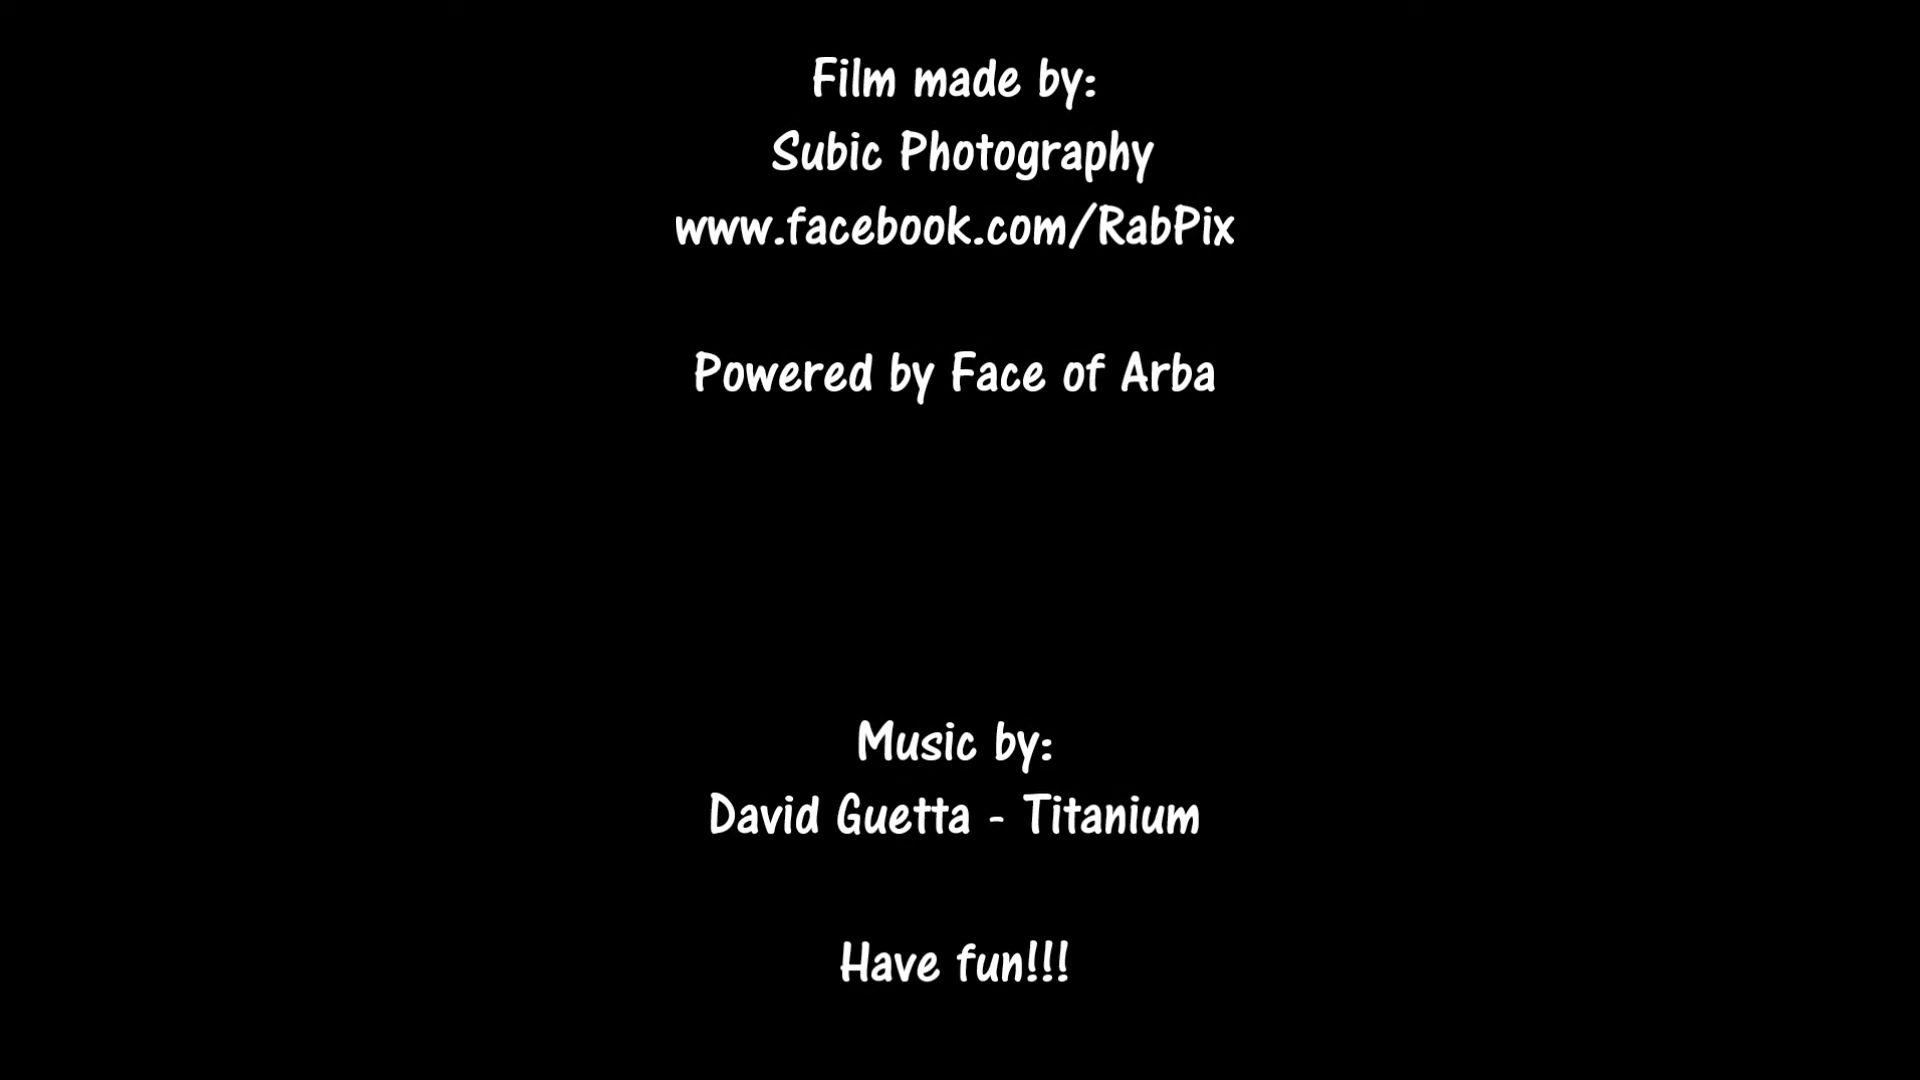 Film made by:
Subic Photography
www.facebook.com/RabPix
Powered by Face of Arba
Music by:
David Guetta - Titanium
Have fun!!!